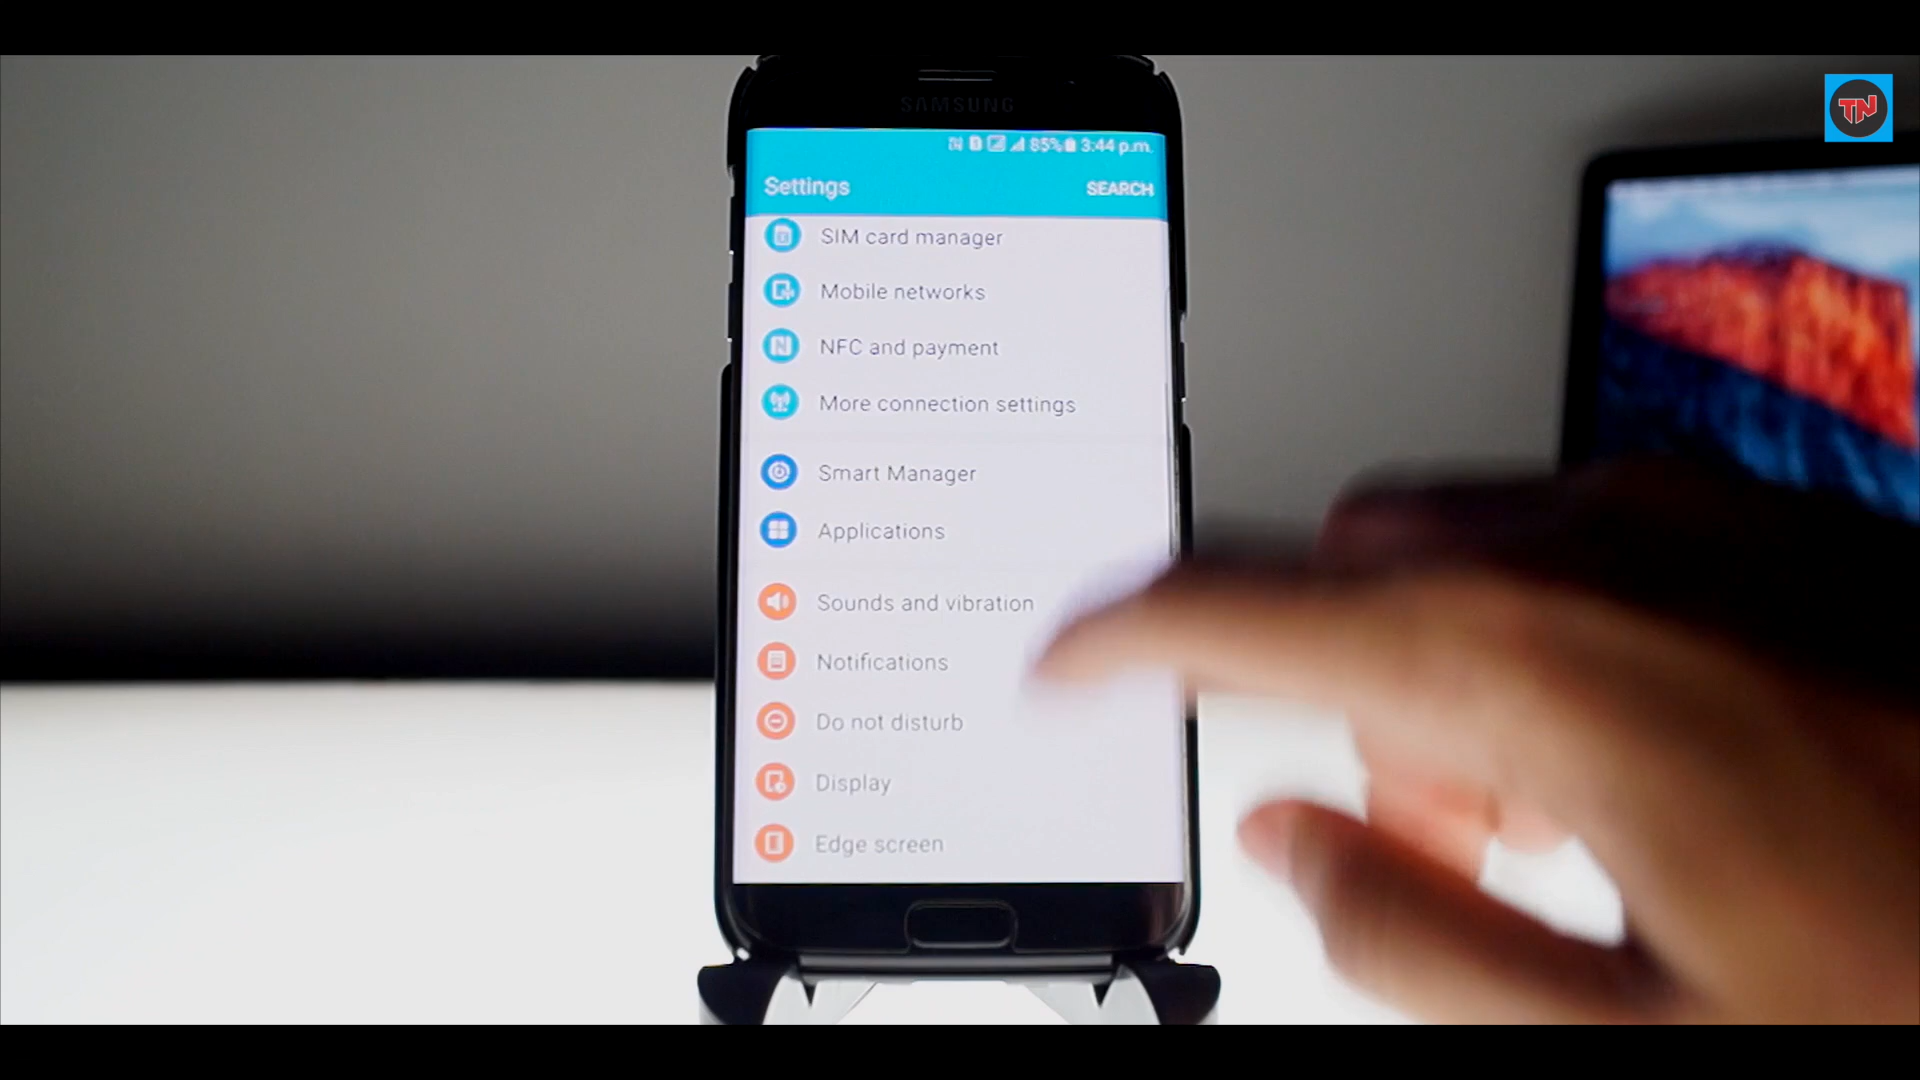 TN
SAMSUNG
85% 3:44 p.m.
Settings
SEARCH
SIM card manager
Mobile networks
NFC and payment
More connection settings
Smart Manager
Applications
Sounds and vibration
Notifications
Do not disturb
Display
Edge screen